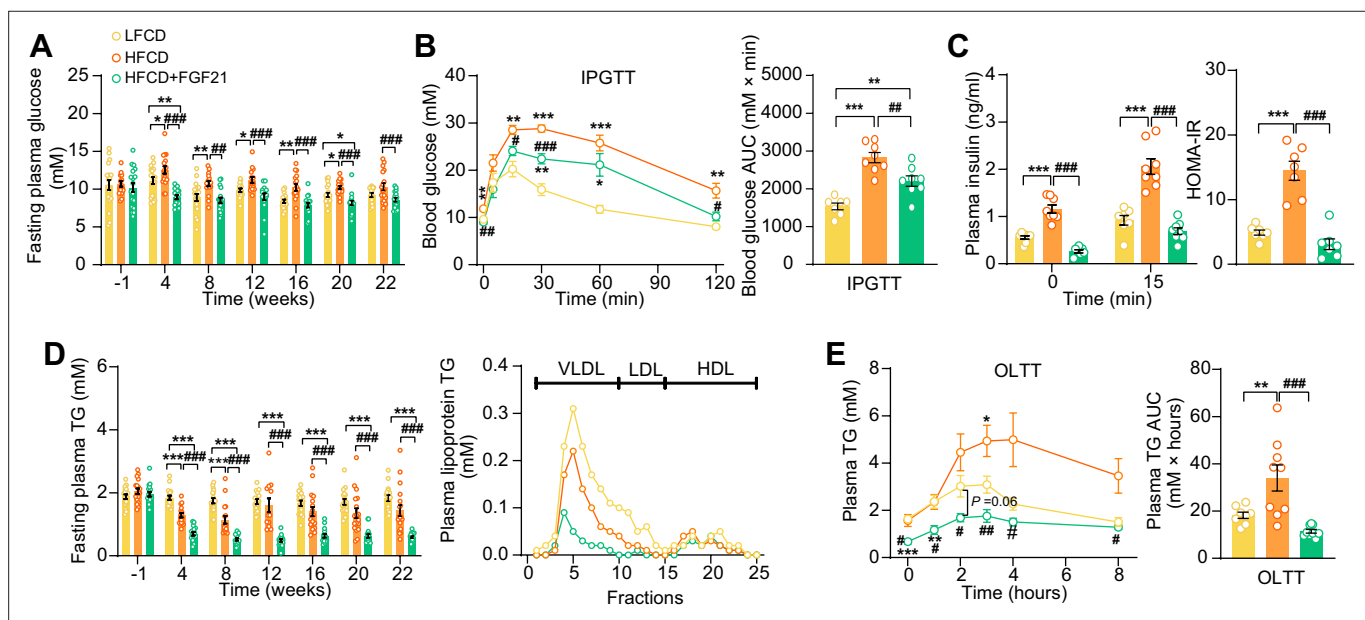 A
LFCD
HFCD
HFCD+FGF21
Fasting plasma glucose
(mM)
40
30
20
10
0
** * ###
** ##
* ###
** ###
* * ###
###
-1 4 8 12 16 20 22
Time (weeks)
B
IPGTT
Blood glucose (mM)
40
30
20
10
0
* ##
** #
*** ### **
*** *
** #
0 30 60 90 120
Time (min)
Blood glucose AUC (mM × min)
5000
4000
3000
2000
1000
0
**
*** ##
IPGTT
C
Plasma insulin (ng/ml)
4
3
2
1
0
*** ###
*** ###
0 15
Time (min)
HOMA-IR
30
20
10
0
*** ###
D
Fasting plasma TG (mM)
6
4
2
0
*** *** ###
*** *** ###
*** ###
*** ###
*** ###
*** ###
-1 4 8 12 16 20 22
Time (weeks)
VLDL LDL HDL
Plasma lipoprotein TG
(mM)
0.4
0.3
0.2
0.1
0.0
0 5 10 15 20 25
Fractions
E
OLTT
Plasma TG (mM)
8
6
4
2
0
*
P =0.06
# ** # ## # #
*** #
0 2 4 6 8
Time (hours)
Plasma TG AUC
(mM × hours)
80
60
40
20
0
** ###
OLTT